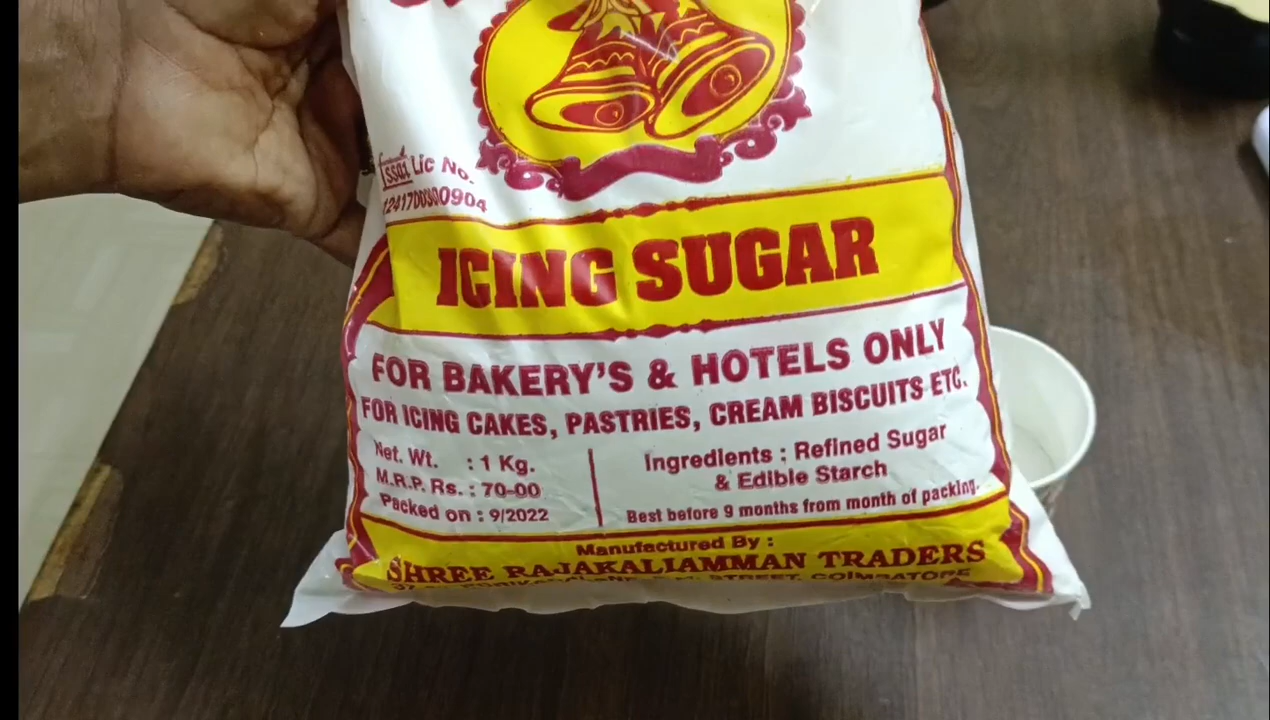 fssai Lic No.
ICING SUGAR
FOR BAKERY'S & HOTELS ONLY
FOR ICING CAKES, PASTRIES, CREAM BISCUITS ETC.
Net. Wt. : 1 Kg.
M.R.P. Rs. : 70-00
Packed on : 9/2022
Ingredients : Refined Sugar
& Edible Starch
Best before 9 months from month of packing.
Manufactured By :
SHREE RAJAKALIAMMAN TRADERS
STREET, COIMBATORE